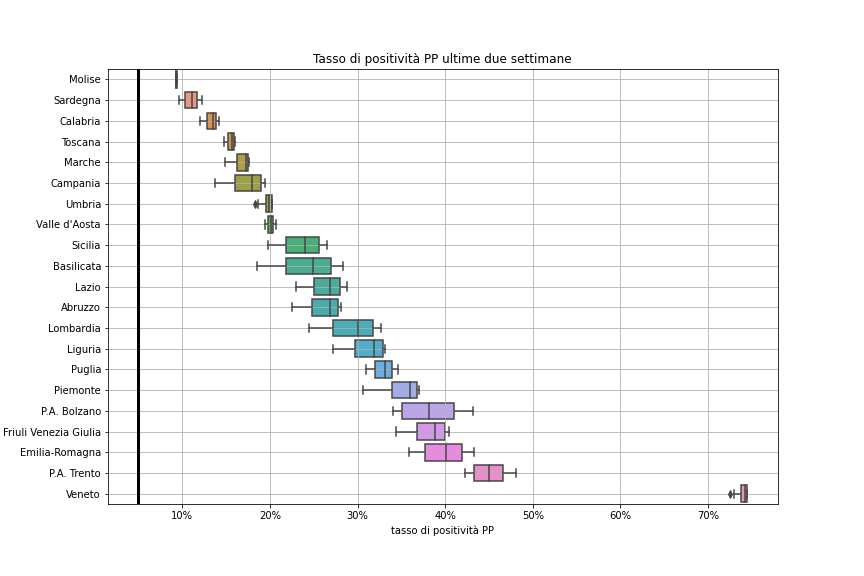 Tasso di positività PP ultime due settimane
Molise
Sardegna
Calabria
Toscana
Marche
Campania
Umbria
Valle d'Aosta
Sicilia
Basilicata
Lazio
Abruzzo
Lombardia
Liguria
Puglia
Piemonte
P.A. Bolzano
Friuli Venezia Giulia
Emilia-Romagna
P.A. Trento
Veneto
10% 20% 30% 40% 50% 60% 70%
tasso di positività PP